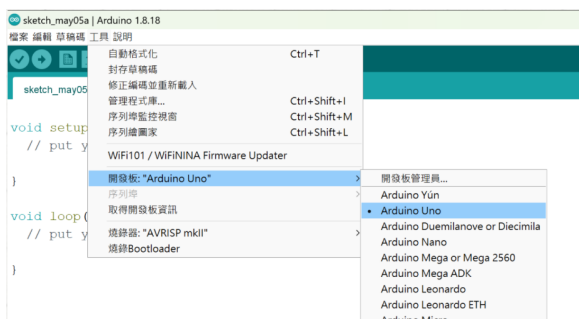 sketch_may05a | Arduino 1.8.18
檔案 編輯 草稿碼 工具 說明
自動格式化 Ctrl+T
封存草稿碼
修正編碼並重新載入
管理程式庫... Ctrl+Shift+I
序列埠監控視窗 Ctrl+Shift+M
序列繪圖家 Ctrl+Shift+L
WiFi101 / WiFiNINA Firmware Updater
開發板: "Arduino Uno"
序列埠
取得開發板資訊
燒錄器: "AVRISP mkII"
燒錄Bootloader
sketch_may05
void setup
// put y
}
void loop(
// put y
}
開發板管理員...
Arduino Yún
Arduino Uno
Arduino Duemilanove or Diecimila
Arduino Nano
Arduino Mega or Mega 2560
Arduino Mega ADK
Arduino Leonardo
Arduino Leonardo ETH
Arduino Micro